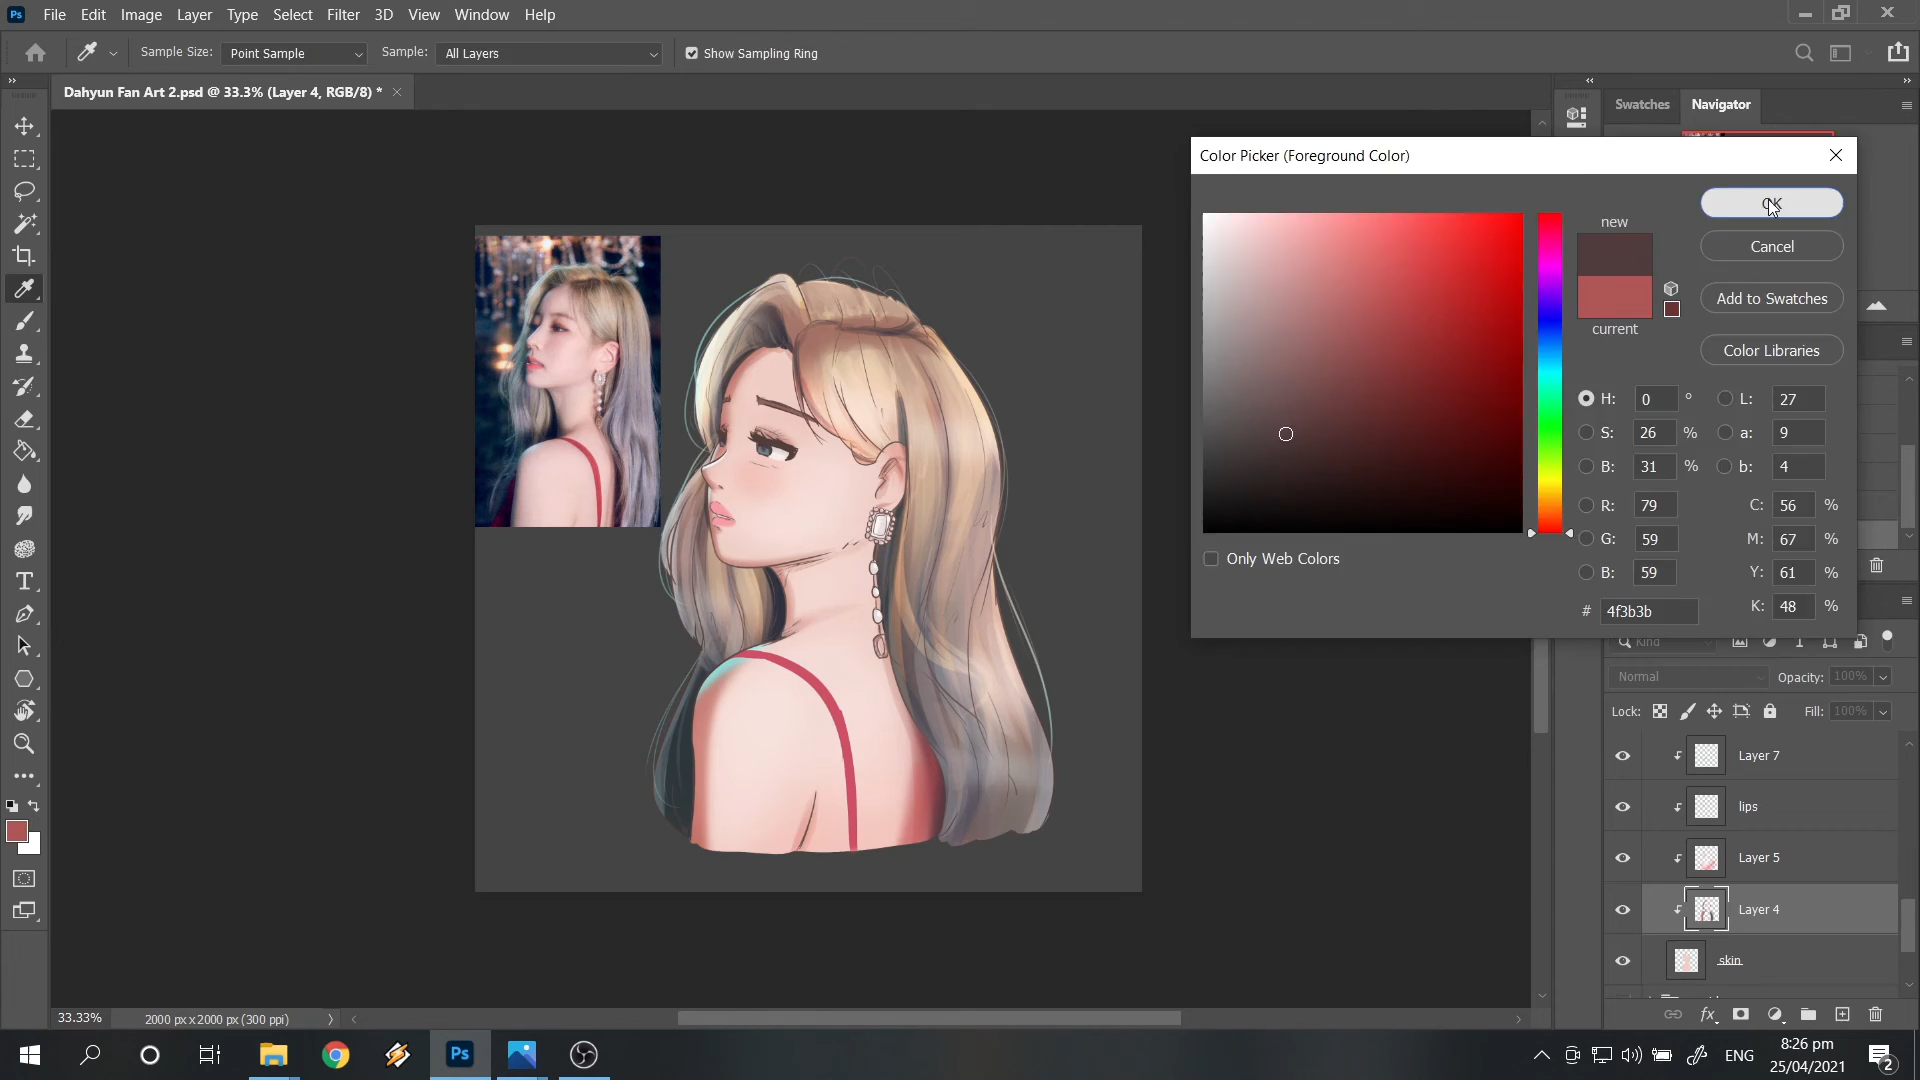 Ps File Edit Image Layer Type Select Filter 3D View Window Help
Sample Size: Point Sample Sample: All Layers Show Sampling Ring
Dahyun Fan Art 2.psd @ 33.3% (Layer 4, RGB/8) *
Swatches Navigator
Color Picker (Foreground Color)
new
OK
Cancel
Add to Swatches
current
Color Libraries
H: 0 ° L: 27
S: 26 % a: 9
B: 31 % b: 4
R: 79 C: 56 %
G: 59 M: 67 %
B: 59 Y: 61 %
# 4f3b3b K: 48 %
Only Web Colors
Kind
Normal Opacity: 100%
Lock: Fill: 100%
Layer 7
lips
Layer 5
Layer 4
skin
33.33% 2000 px x 2000 px (300 ppi)
Ps
ENG
8:26 pm
25/04/2021
2